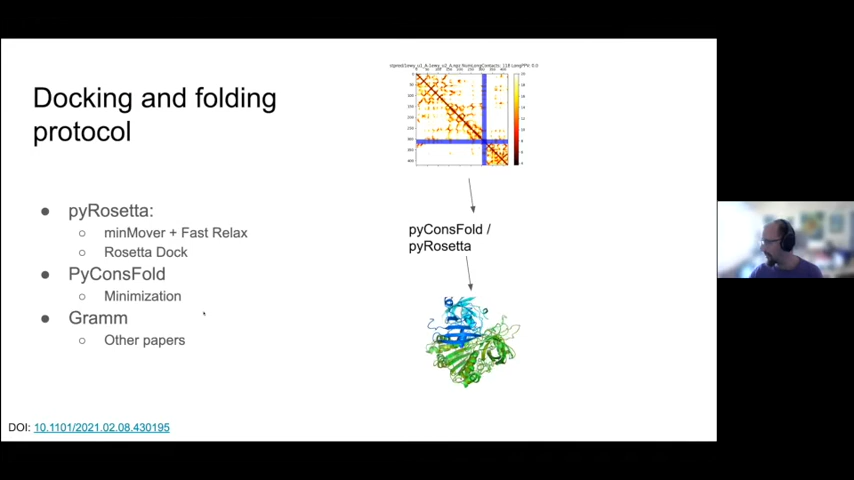 Docking and folding
protocol
● pyRosetta:
○ minMover + Fast Relax
○ Rosetta Dock
● PyConsFold
○ Minimization
● Gramm
○ Other papers
DOI: 10.1101/2021.02.08.430195
pyConsFold /
pyRosetta